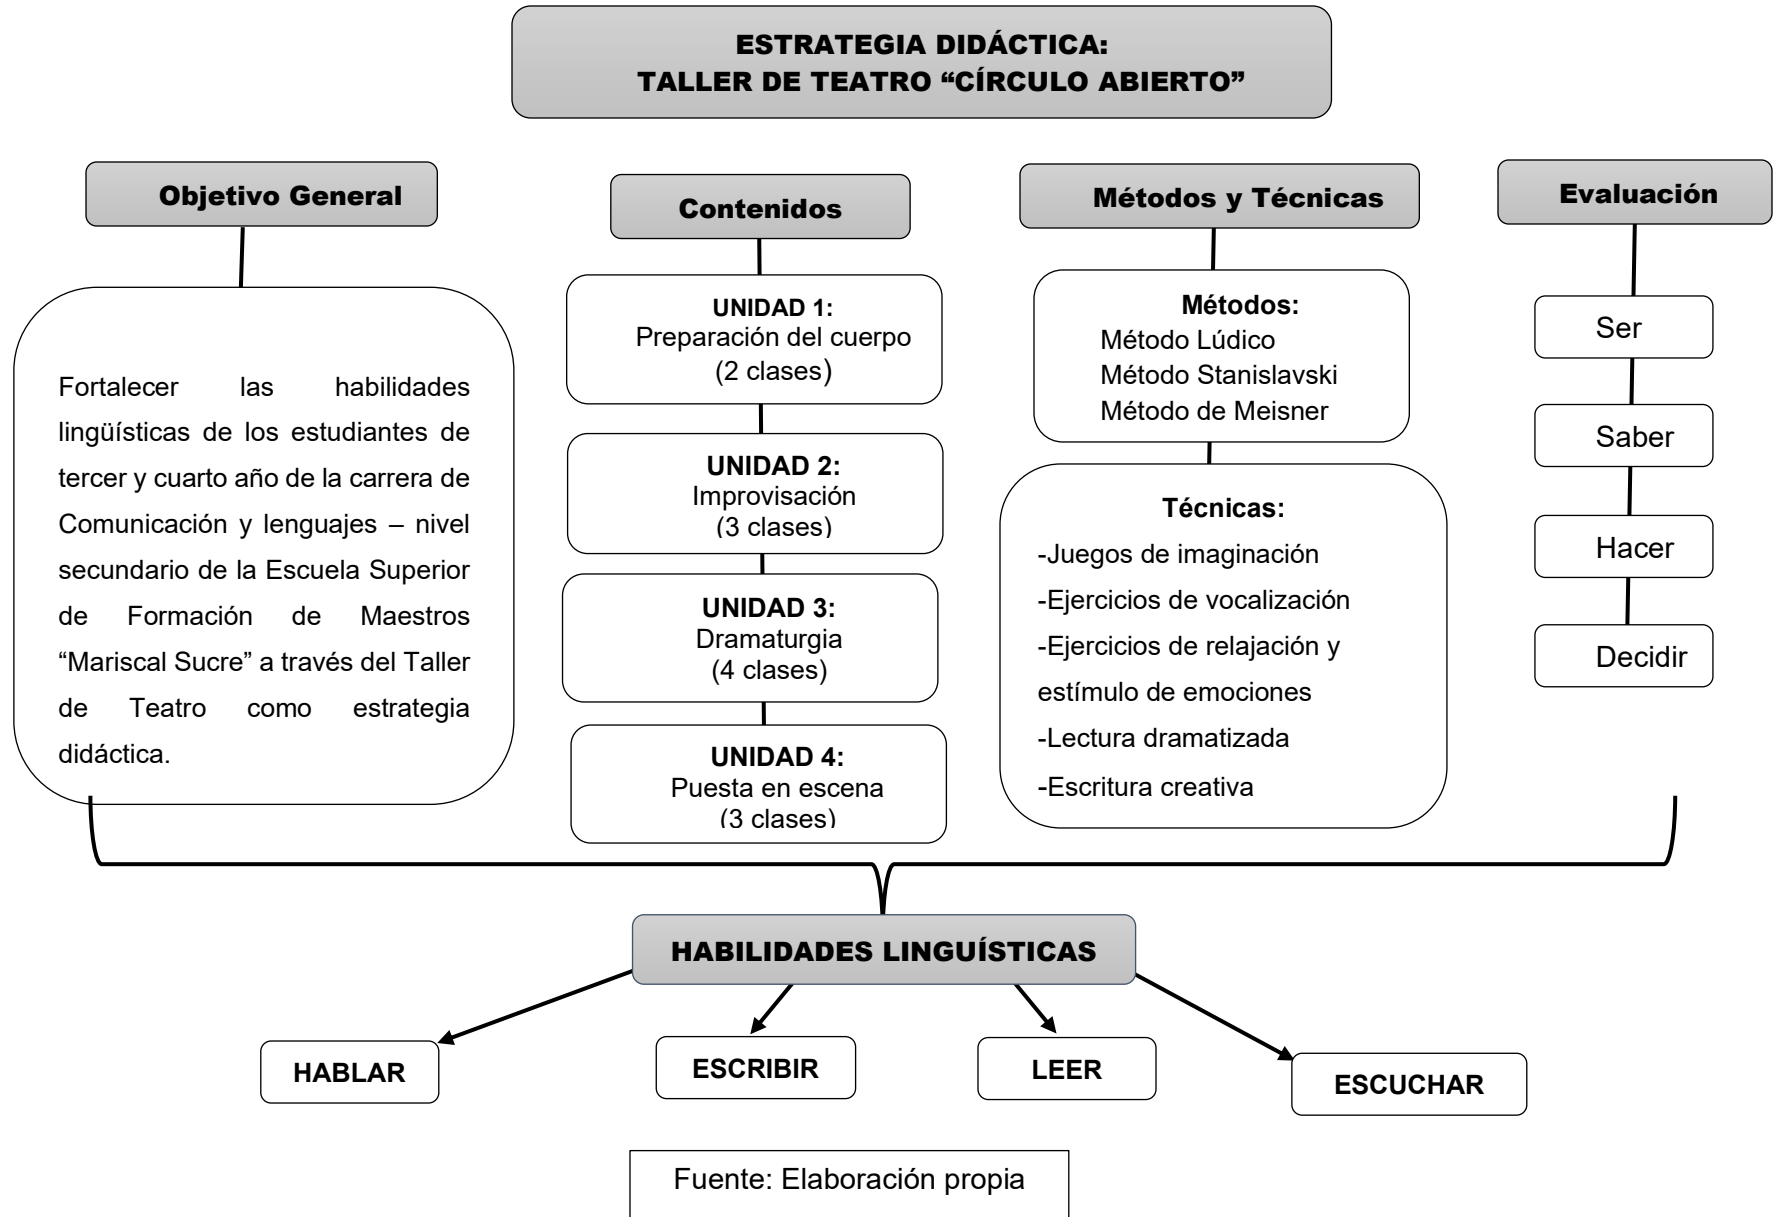 ESTRATEGIA DIDÁCTICA:
TALLER DE TEATRO “CÍRCULO ABIERTO”
Objetivo General
Fortalecer las habilidades
lingüísticas de los estudiantes de
tercer y cuarto año de la carrera de
Comunicación y lenguajes – nivel
secundario de la Escuela Superior
de Formación de Maestros
“Mariscal Sucre” a través del Taller
de Teatro como estrategia
didáctica.
Contenidos
UNIDAD 1:
Preparación del cuerpo
(2 clases)
UNIDAD 2:
Improvisación
(3 clases)
UNIDAD 3:
Dramaturgia
(4 clases)
UNIDAD 4:
Puesta en escena
(3 clases)
Métodos y Técnicas
Métodos:
Método Lúdico
Método Stanislavski
Método de Meisner
Técnicas:
-Juegos de imaginación
-Ejercicios de vocalización
-Ejercicios de relajación y
estímulo de emociones
-Lectura dramatizada
-Escritura creativa
Evaluación
Ser
Saber
Hacer
Decidir
HABILIDADES LINGUÍSTICAS
HABLAR
ESCRIBIR
LEER
ESCUCHAR
Fuente: Elaboración propia